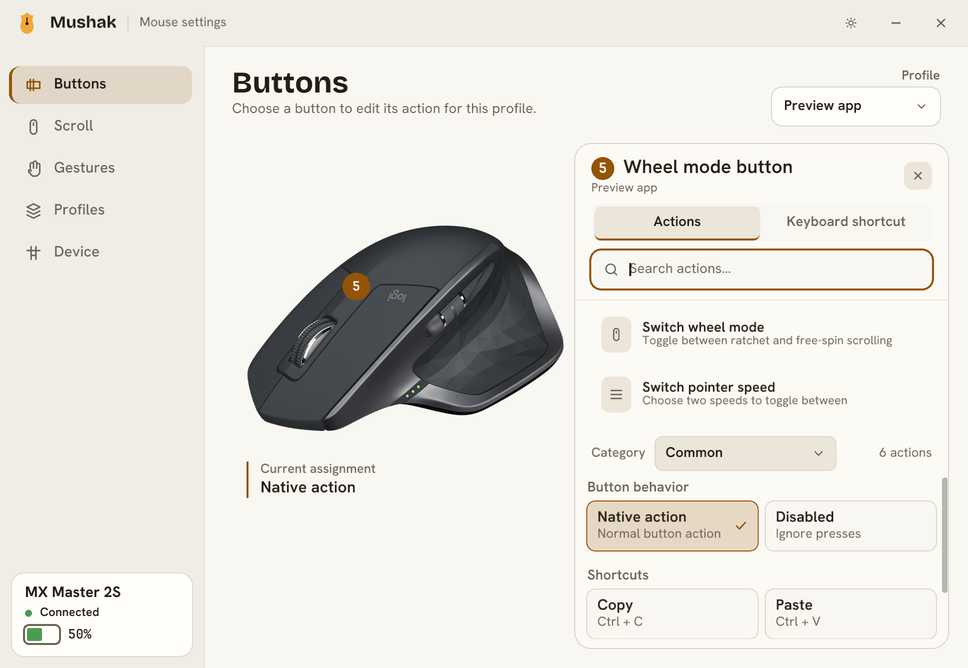 Mushak
Mouse settings
Buttons
Scroll
Gestures
Profiles
Device
MX Master 2S
Connected
50%
Buttons
Choose a button to edit its action for this profile.
Profile
Preview app
5
logi
Current assignment
Native action
5 Wheel mode button
Preview app
Actions
Keyboard shortcut
Search actions...
Switch wheel mode
Toggle between ratchet and free-spin scrolling
Switch pointer speed
Choose two speeds to toggle between
Category
Common
6 actions
Button behavior
Native action
Normal button action
Disabled
Ignore presses
Shortcuts
Copy
Ctrl + C
Paste
Ctrl + V